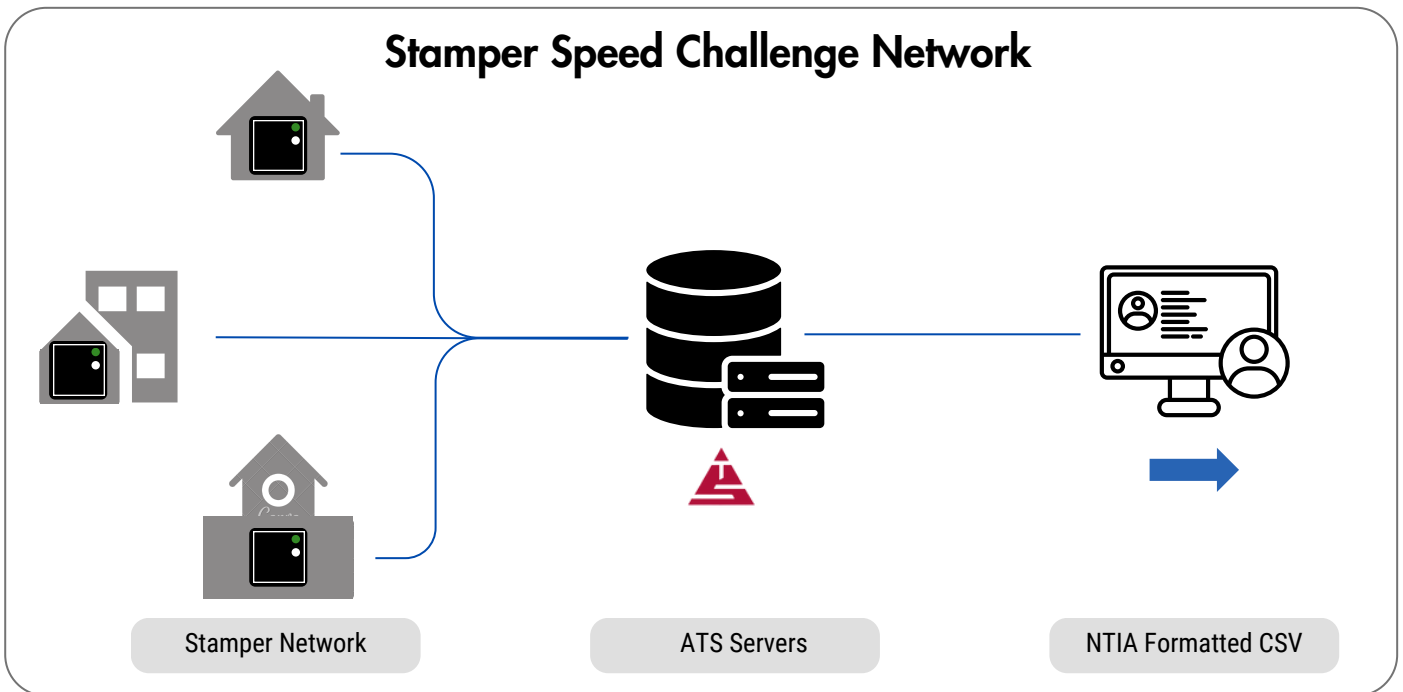 Stamper Speed Challenge Network
Stamper Network
ATS Servers
NTIA Formatted CSV